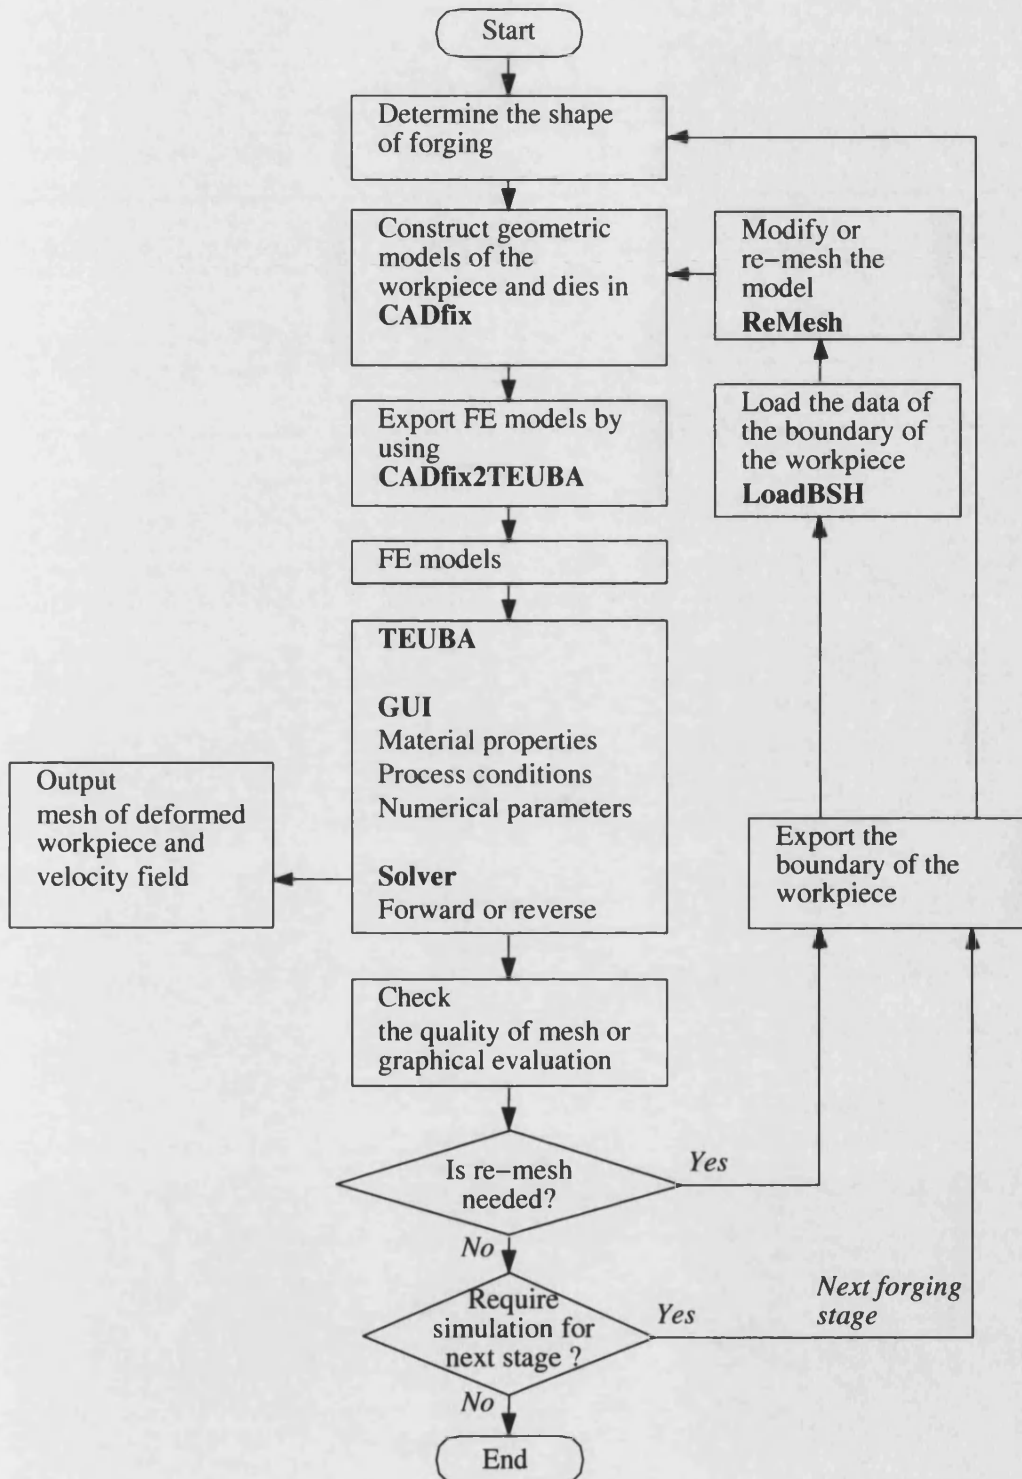 Start
Determine the shape
of forging
Construct geometric
models of the
workpiece and dies in
CADfix
Modify or
re−mesh the
model
ReMesh
Export FE models by
using
CADfix2TEUBA
Load the data of
the boundary of
the workpiece
LoadBSH
FE models
TEUBA
GUI
Material properties
Process conditions
Numerical parameters
Solver
Forward or reverse
Output
mesh of deformed
workpiece and
velocity field
Export the
boundary of the
workpiece
Check
the quality of mesh or
graphical evaluation
Is re−mesh
needed?
Yes
No
Require
simulation for
next stage ?
Yes
Next forging
stage
No
End